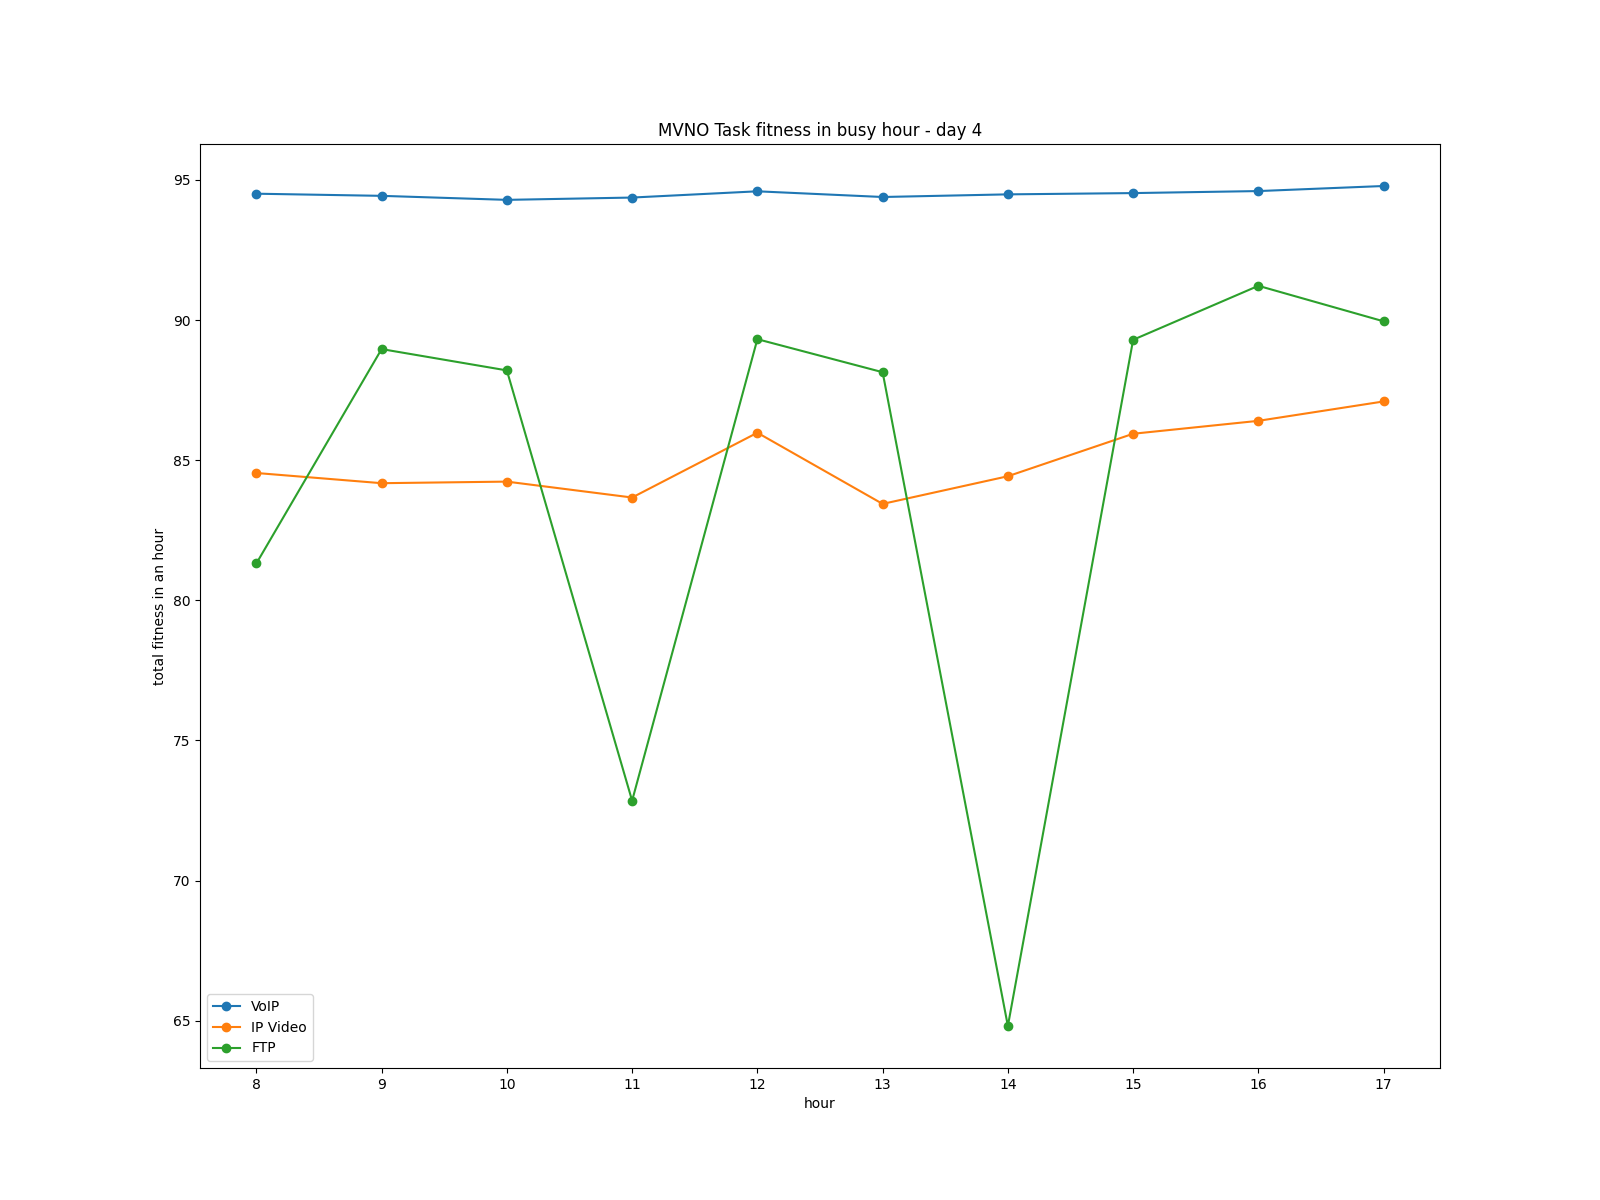 MVNO Task fitness in busy hour - day 4
total fitness in an hour
95
90
85
80
75
70
65
VoIP
IP Video
FTP
8 9 10 11 12 13 14 15 16 17
hour